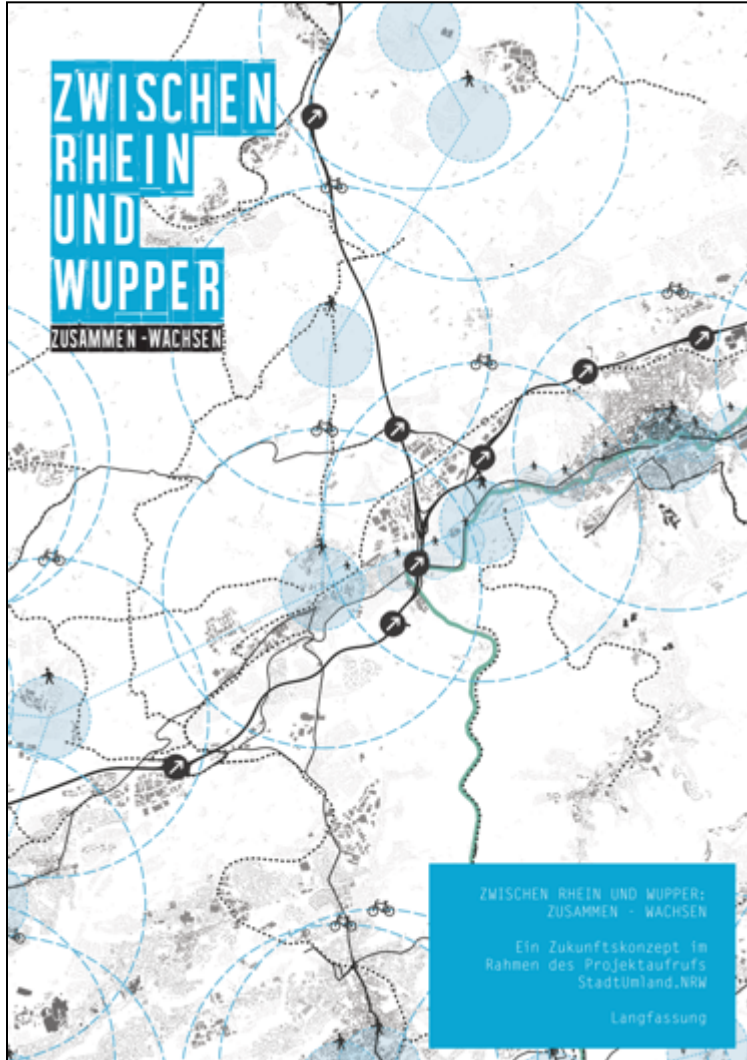 ZWISCHEN
RHEIN
UND
WUPPER
ZUSAMMEN-WACHSEN
ZWISCHEN RHEIN UND WUPPER:
ZUSAMMEN - WACHSEN
Ein Zukunftskonzept im
Rahmen des Projektaufrufs
StadtUmland.NRW
Langfassung